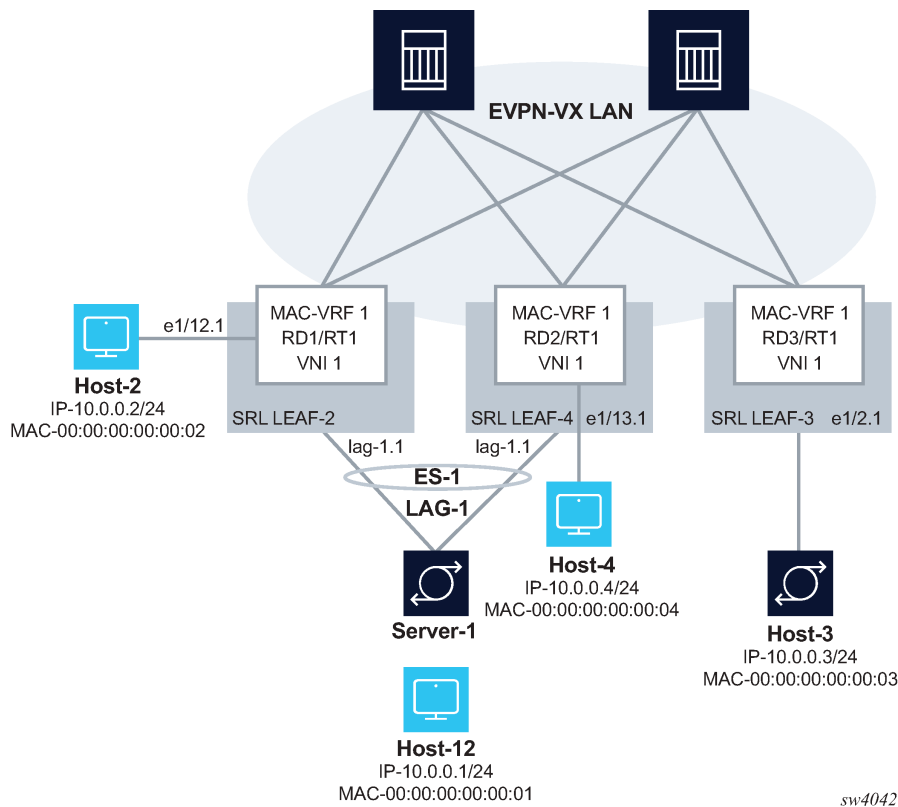 EVPN-VX LAN
MAC-VRF 1
RD1/RT1
VNI 1
MAC-VRF 1
RD2/RT1
VNI 1
MAC-VRF 1
RD3/RT1
VNI 1
e1/12.1
Host-2
IP-10.0.0.2/24
MAC-00:00:00:00:00:02
SRL LEAF-2
SRL LEAF-4
e1/13.1
SRL LEAF-3
e1/2.1
lag-1.1
lag-1.1
ES-1
LAG-1
Host-4
IP-10.0.0.4/24
MAC-00:00:00:00:00:04
Server-1
Host-3
IP-10.0.0.3/24
MAC-00:00:00:00:00:03
Host-12
IP-10.0.0.1/24
MAC-00:00:00:00:00:01
sw4042